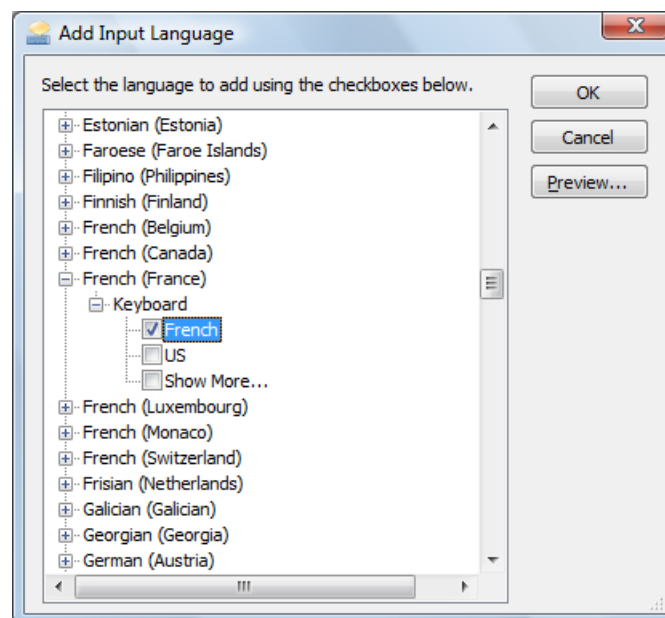 Add Input Language
Select the language to add using the checkboxes below.
OK
Cancel
Preview...
Estonian (Estonia)
Faroese (Faroe Islands)
Filipino (Philippines)
Finnish (Finland)
French (Belgium)
French (Canada)
French (France)
Keyboard
French
US
Show More...
French (Luxembourg)
French (Monaco)
French (Switzerland)
Frisian (Netherlands)
Galician (Galician)
Georgian (Georgia)
German (Austria)